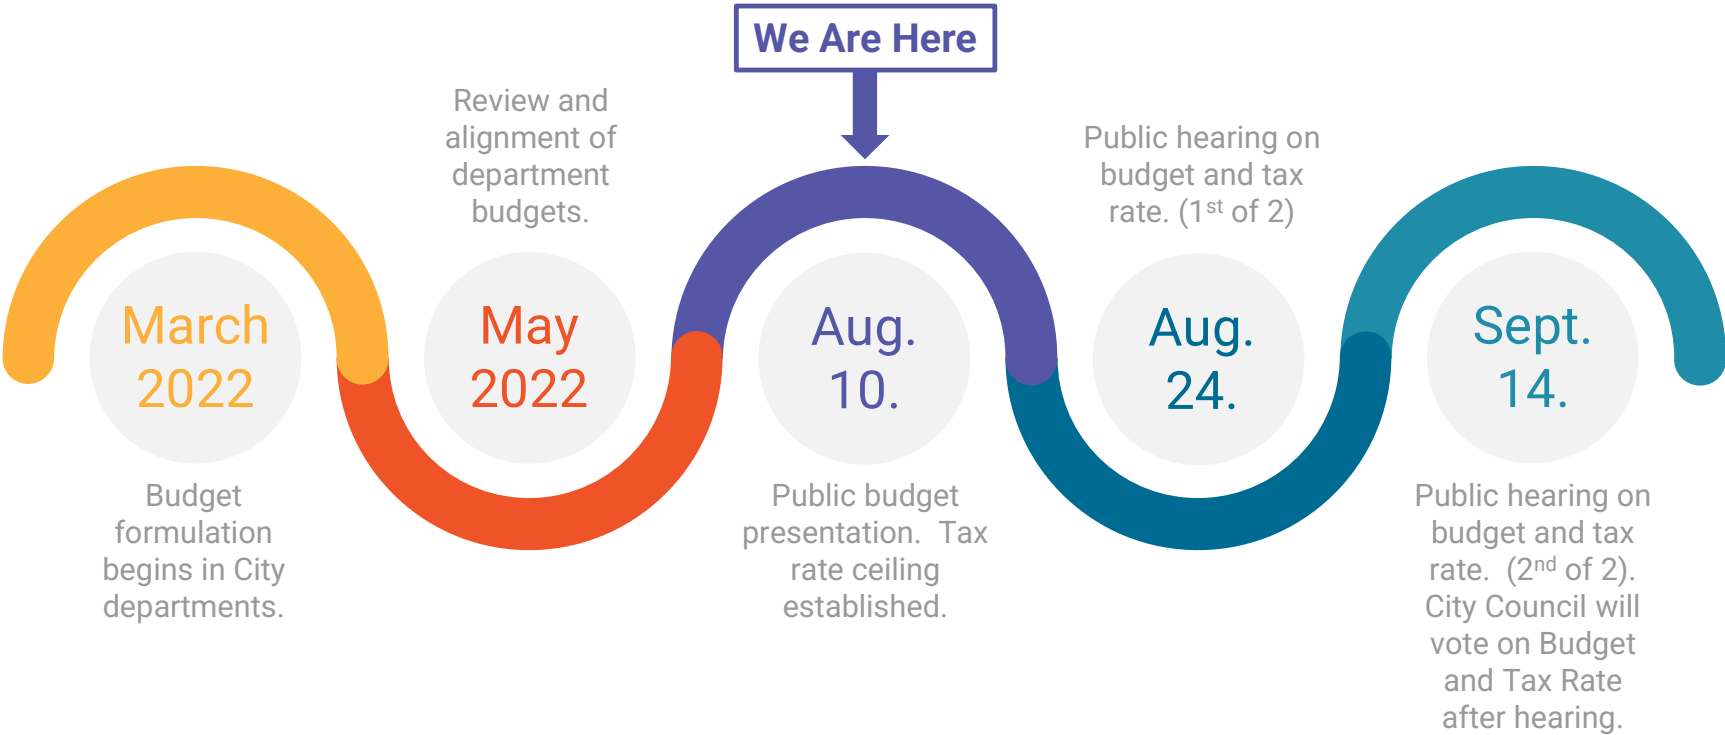 We Are Here
March
2022
Budget
formulation
begins in City
departments.
Review and
alignment of
department
budgets.
May
2022
Aug.
10.
Public budget
presentation.  Tax
rate ceiling
established.
Public hearing on
budget and tax
rate. (1st of 2)
Aug.
24.
Sept.
14.
Public hearing on
budget and tax
rate.  (2nd of 2).
City Council will
vote on Budget
and Tax Rate
after hearing.